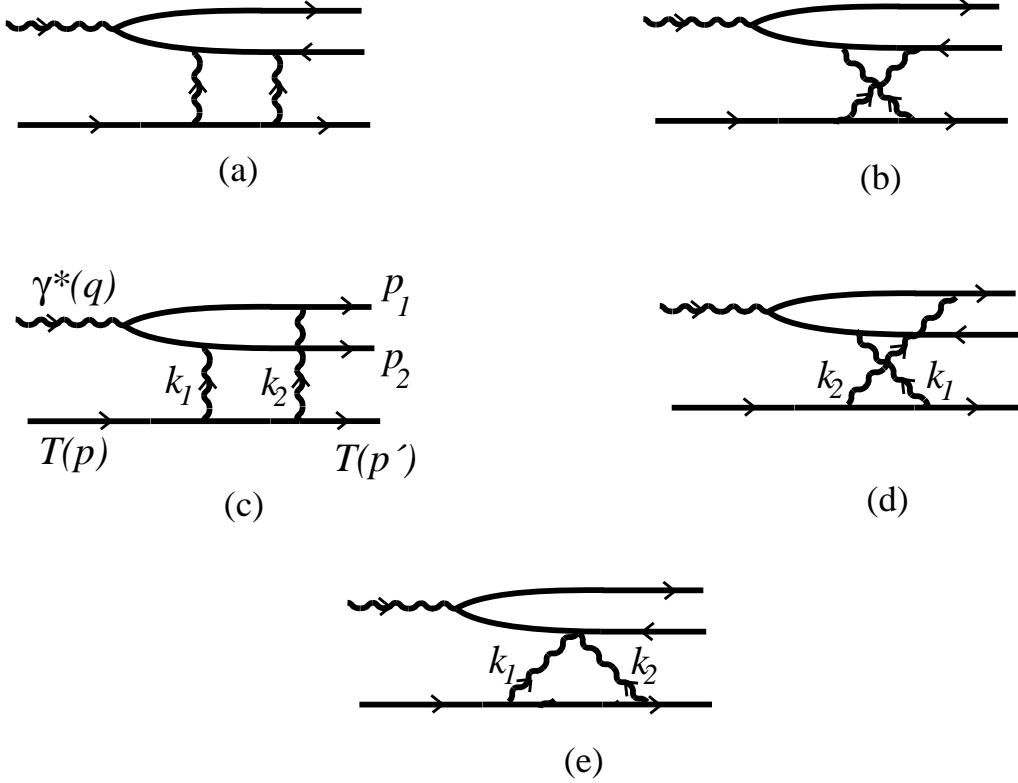 (a)
(b)
γ*(q)
p1
k1
k2
p2
T(p)
T(p´)
(c)
k2
k1
(d)
k1
k2
(e)